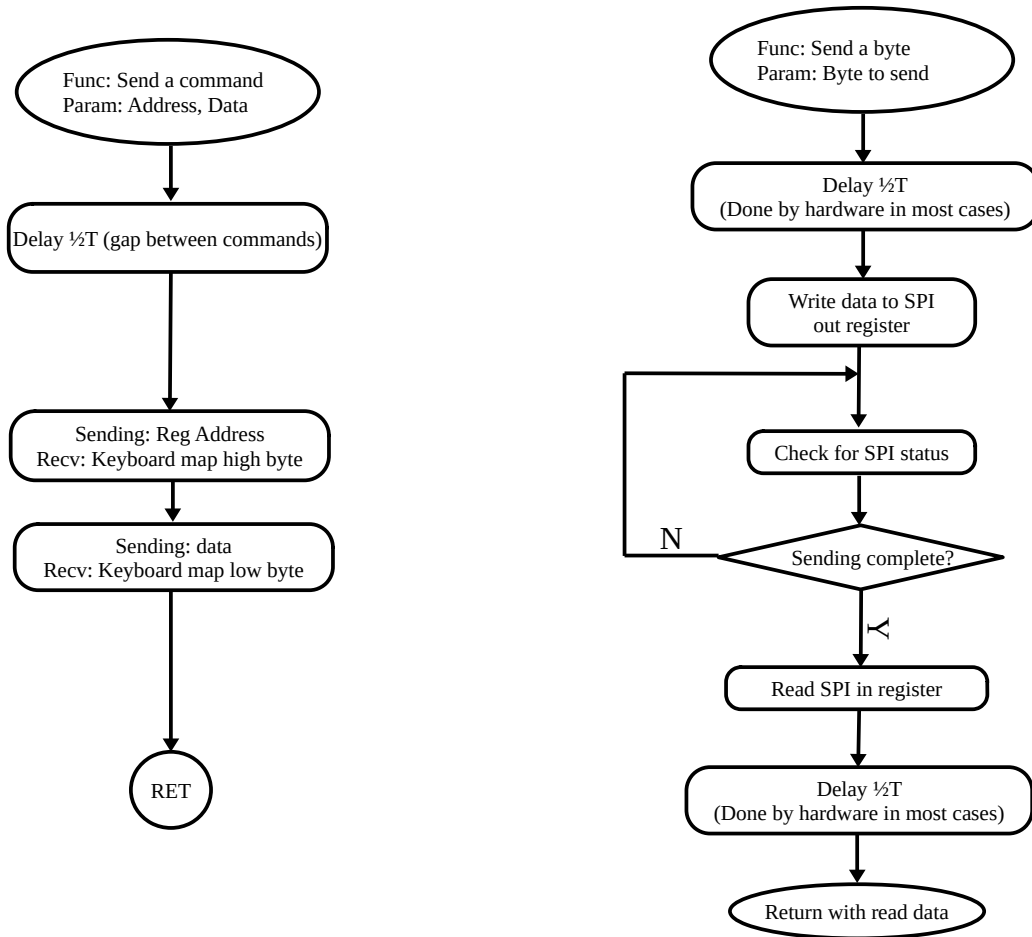 Func: Send a command
Param: Address, Data
Delay ½T (gap between commands)
Sending: Reg Address
Recv: Keyboard map high byte
Sending: data
Recv: Keyboard map low byte
RET
Func: Send a byte
Param: Byte to send
Delay ½T
(Done by hardware in most cases)
Write data to SPI
out register
Check for SPI status
N
Sending complete?
Y
Read SPI in register
Delay ½T
(Done by hardware in most cases)
Return with read data